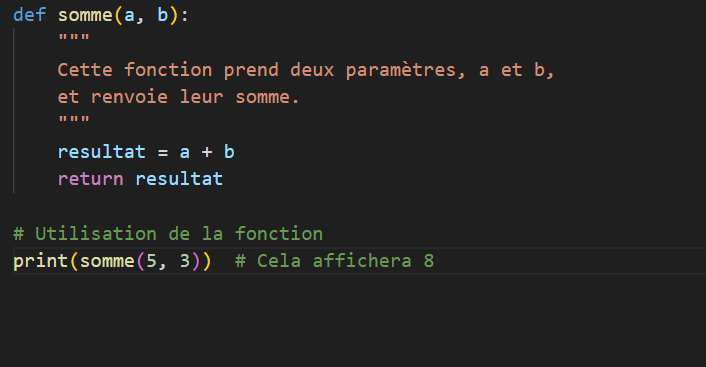 def somme(a, b):
    """
    Cette fonction prend deux paramètres, a et b,
    et renvoie leur somme.
    """
    resultat = a + b
    return resultat

# Utilisation de la fonction
print(somme(5, 3))  # Cela affichera 8